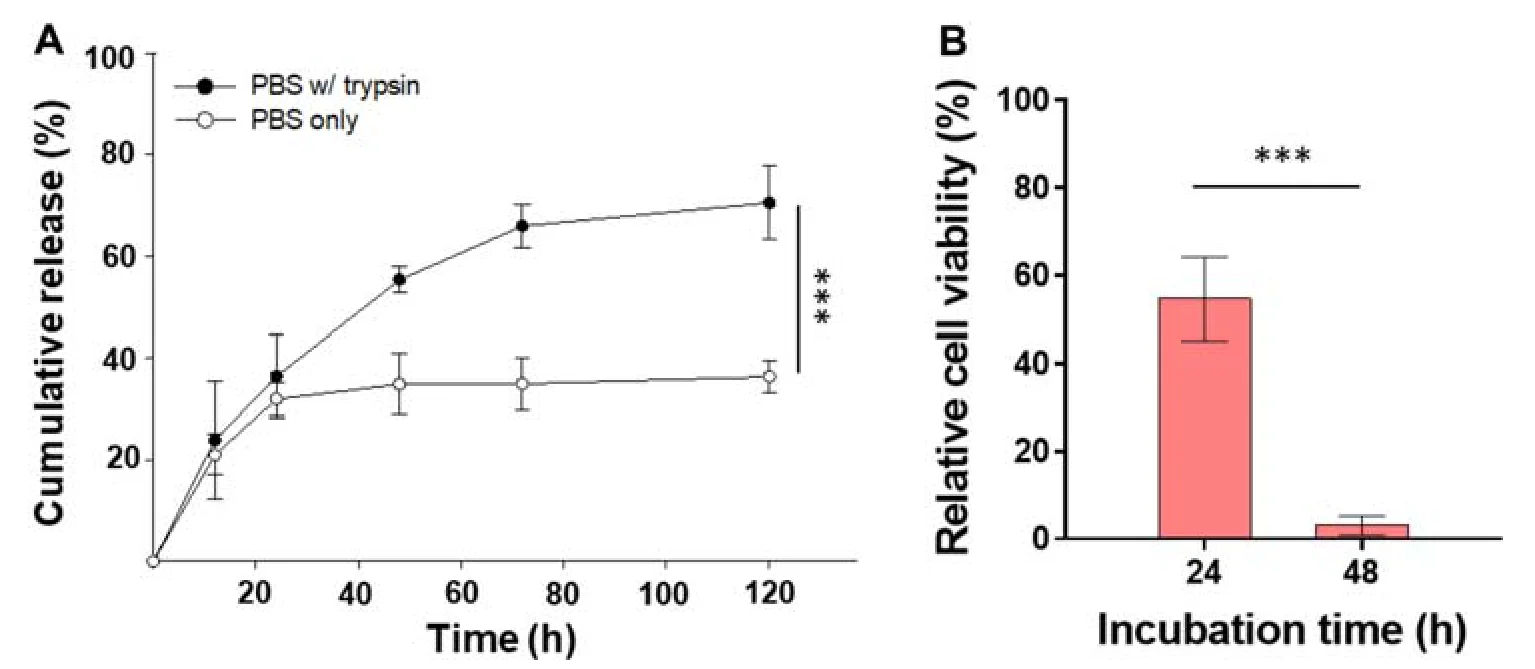 A
Cumulative release (%)
100
80
60
40
20
PBS w/ trypsin
PBS only
***
20 40 60 80 100 120
Time (h)
B
Relative cell viability (%)
100
80
60
40
20
0
***
24 48
Incubation time (h)